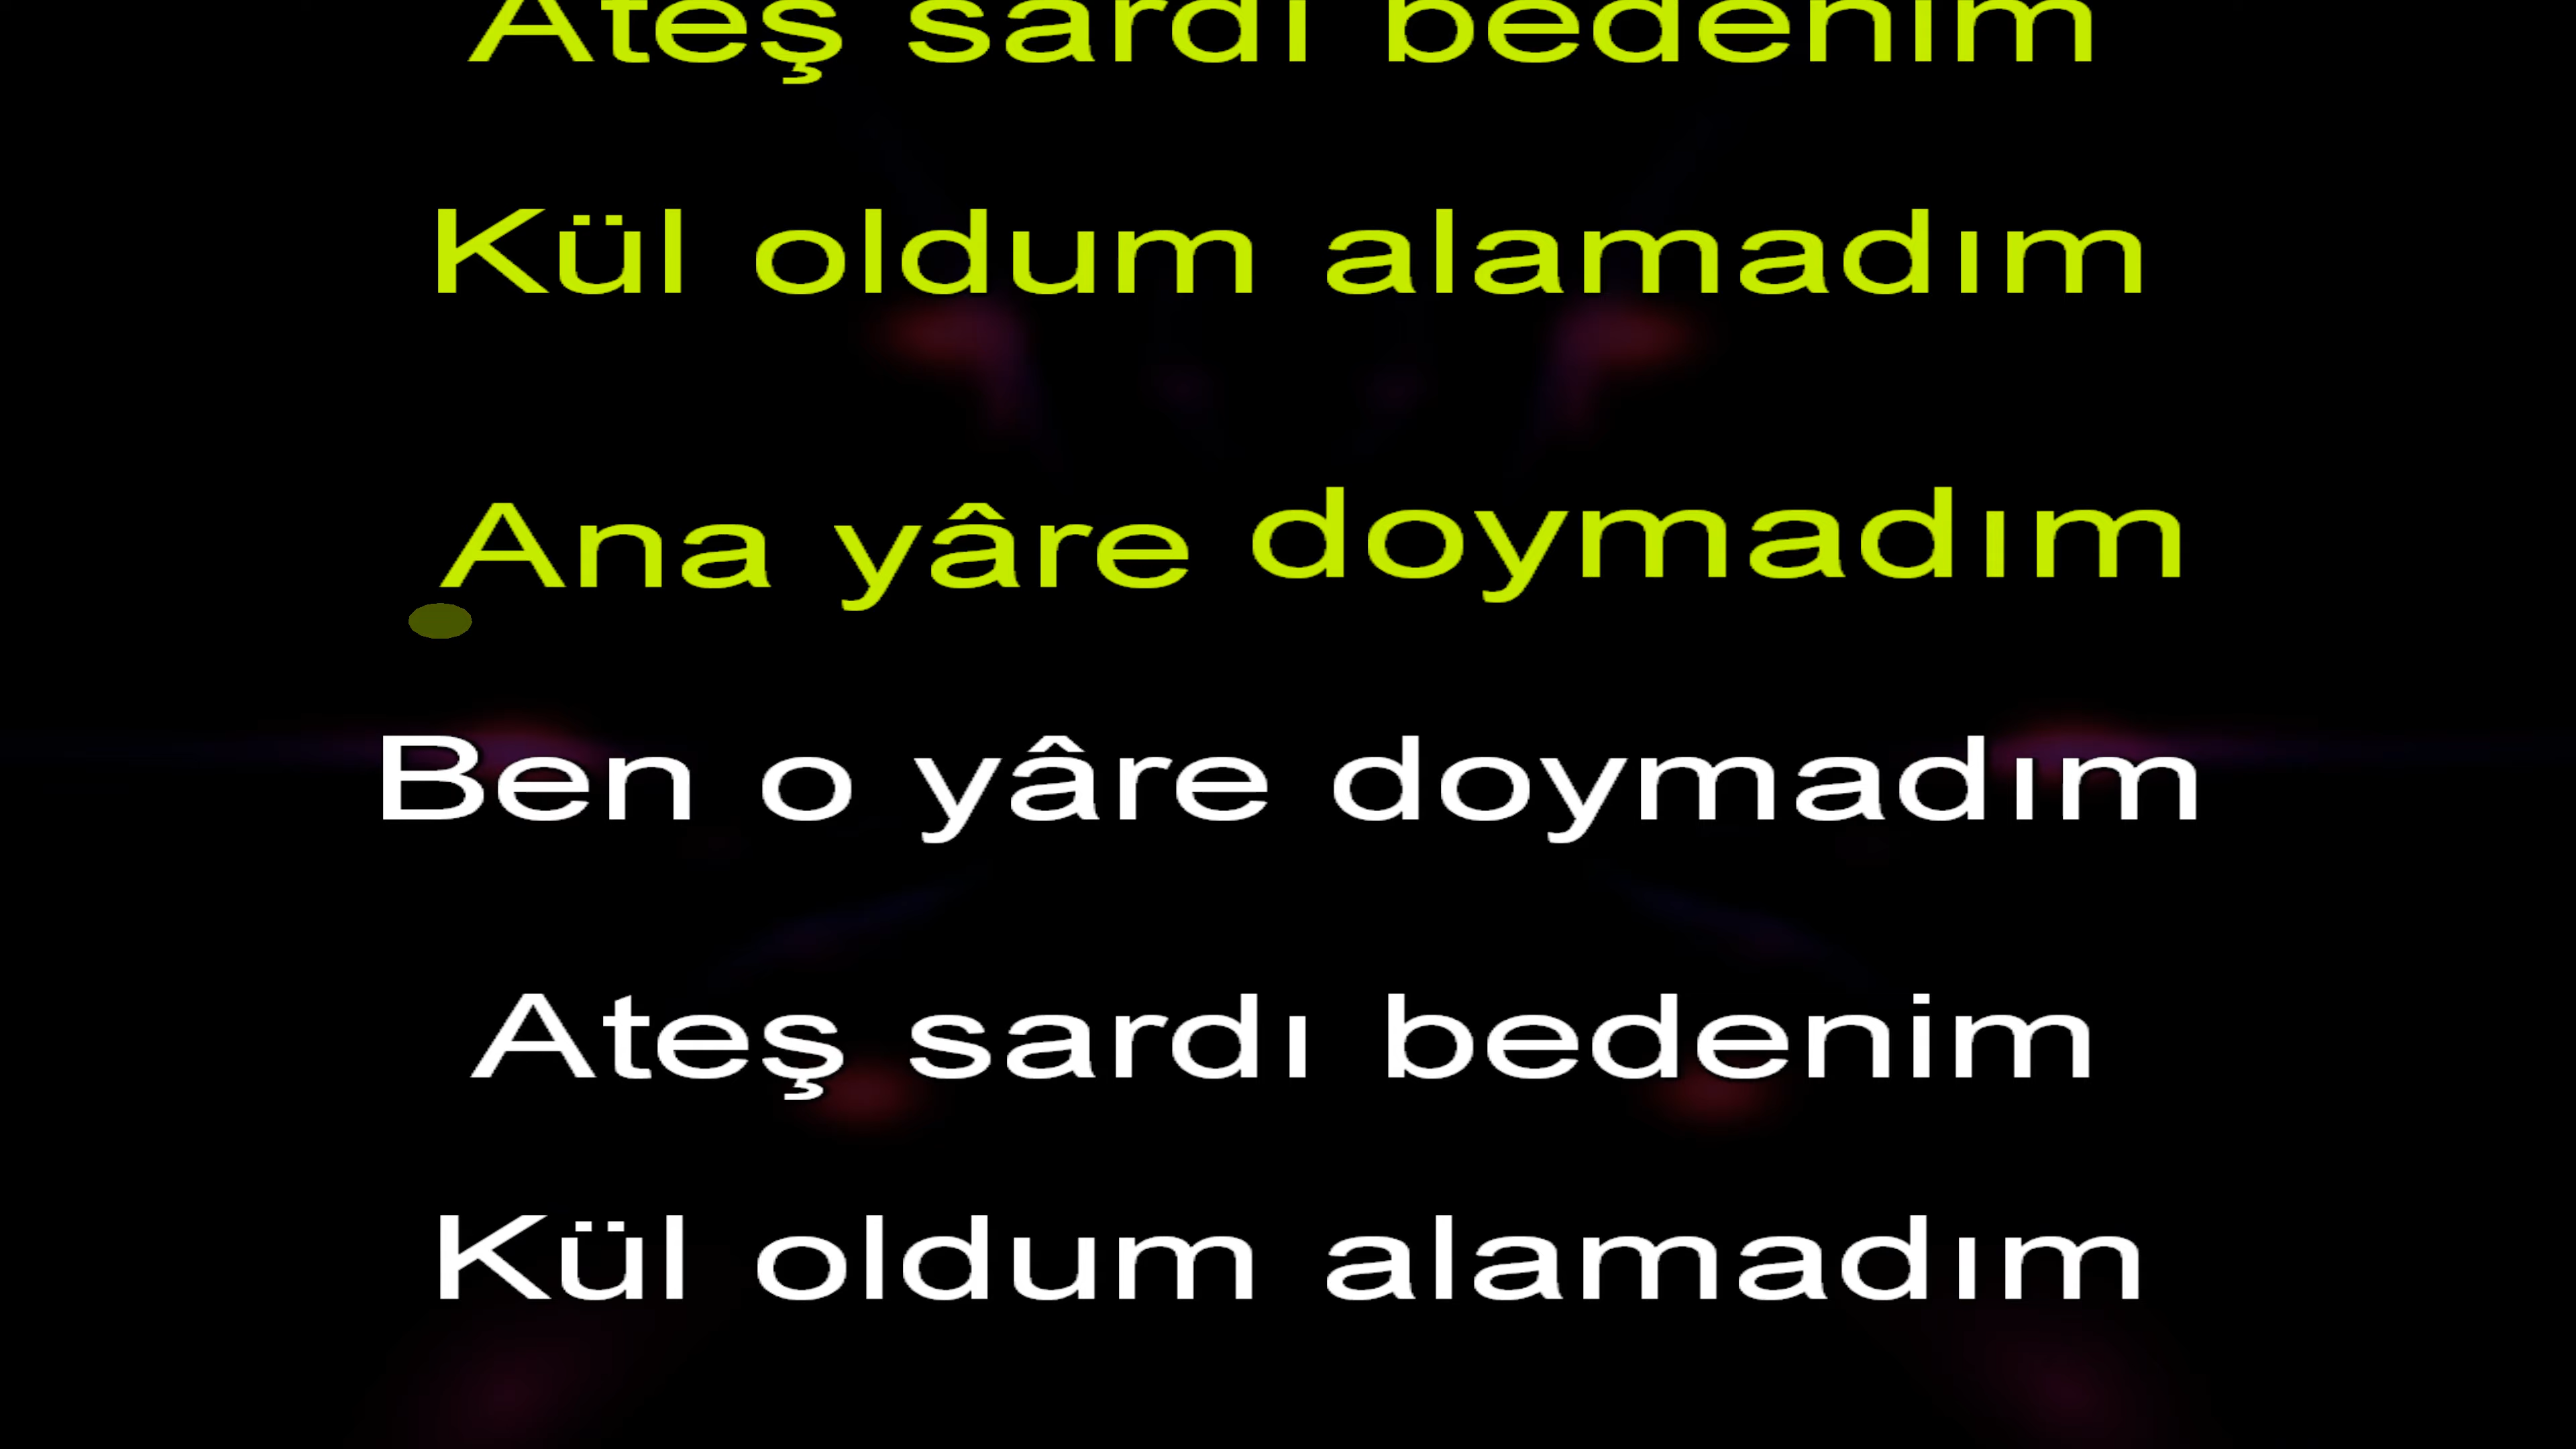 Ateş sardı bedenim
Kül oldum alamadım
Ana yâre doymadım
Ben o yâre doymadım
Ateş sardı bedenim
Kül oldum alamadım